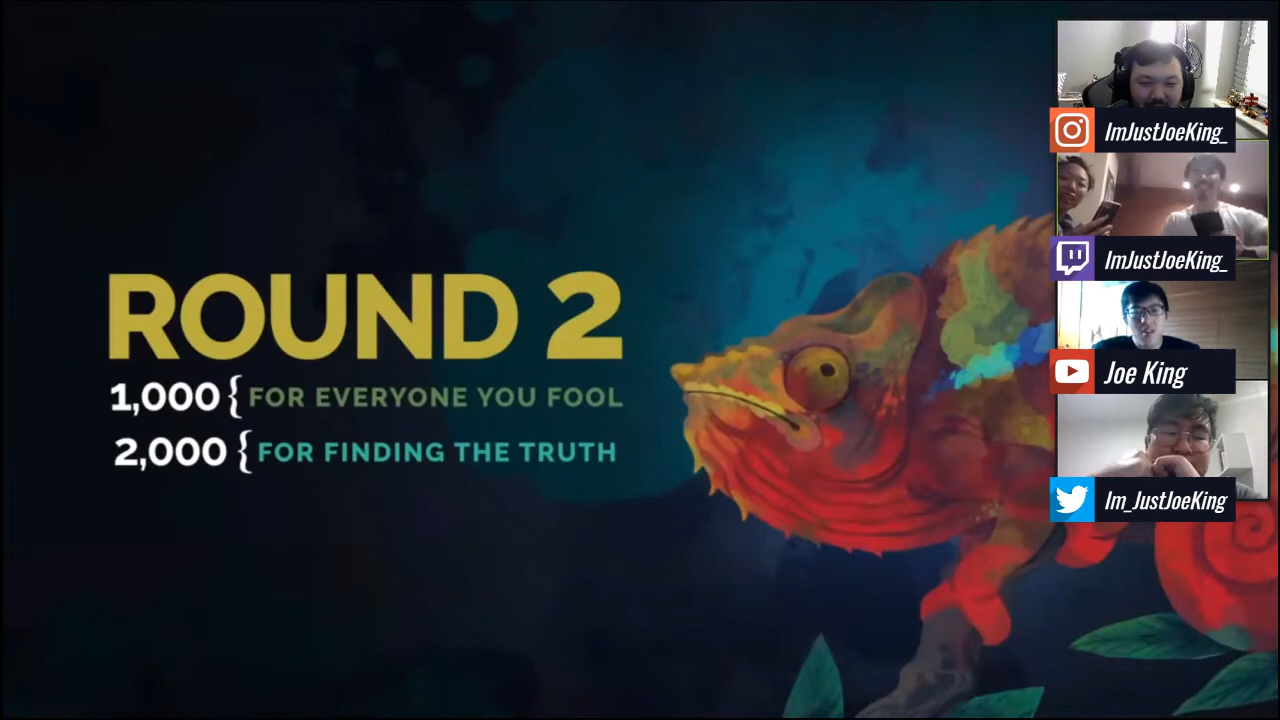 ROUND 2
1,000 { FOR EVERYONE YOU FOOL
2,000 { FOR FINDING THE TRUTH
ImJustJoeKing_
ImJustJoeKing_
Joe King
Im_JustJoeKing